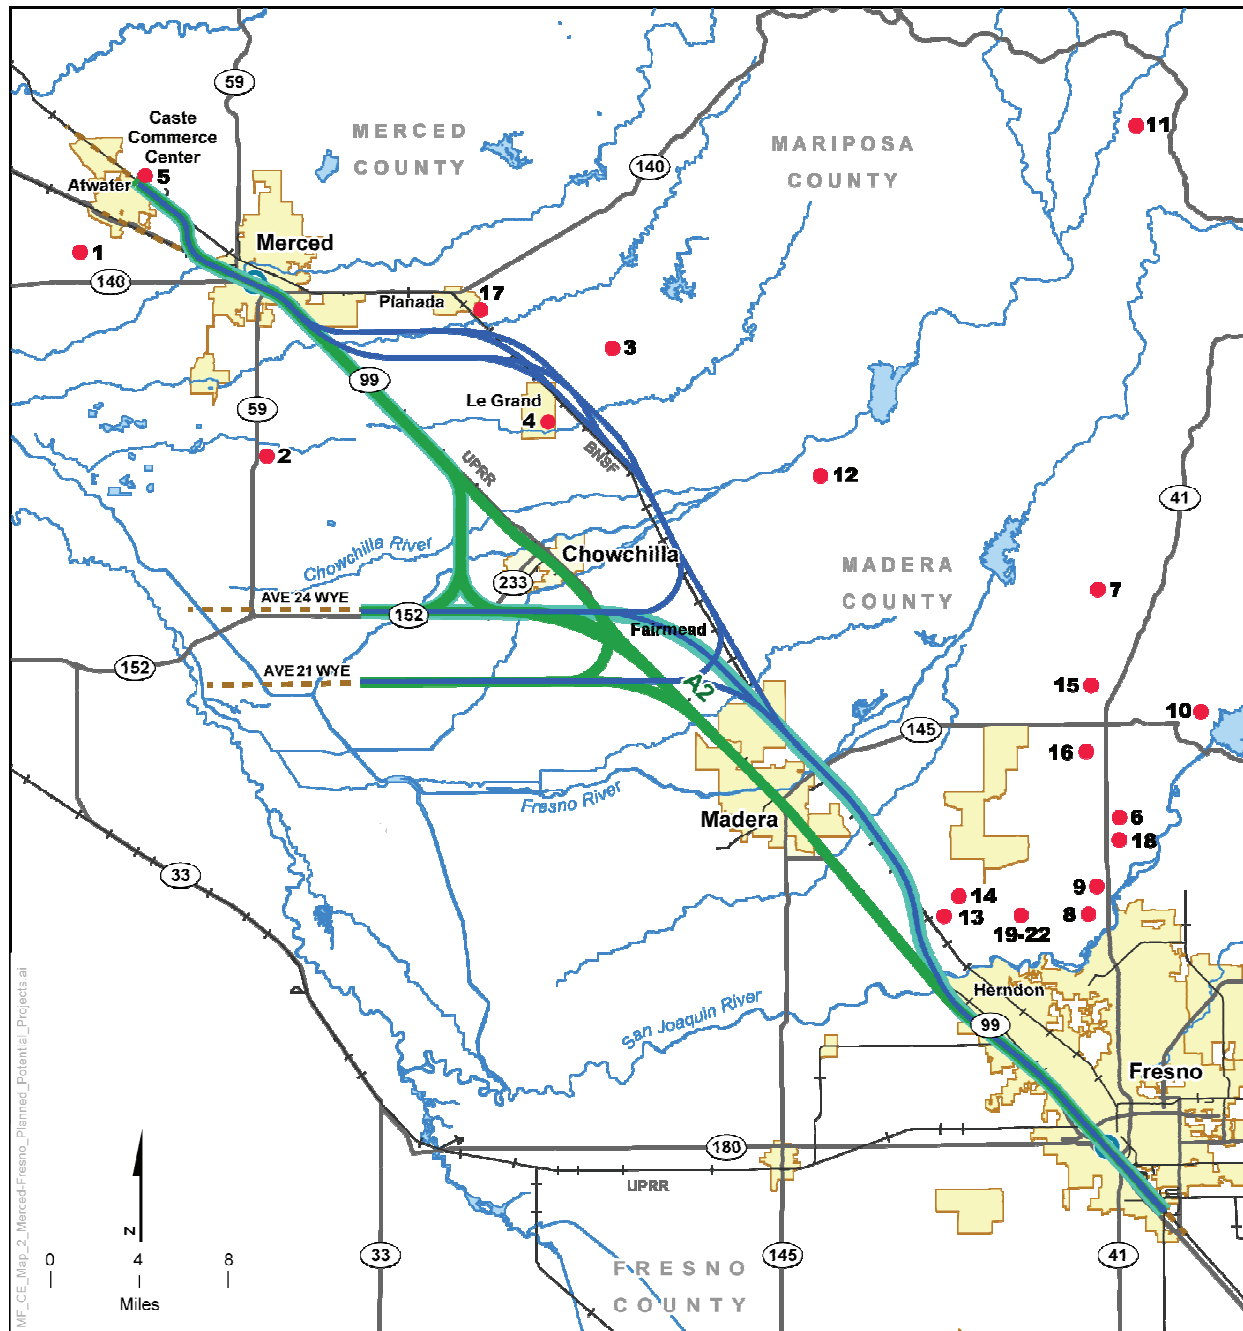 59
Caste
Commerce
Center
MERCED
COUNTY
MARIPOSA
COUNTY
11
140
5
Atwater
1
Merced
140
17
Planada
3
99
Le Grand
4
59
BNSF
2
UPRR
12
41
Chowchilla River
Chowchilla
MADERA
COUNTY
233
7
AVE 24 WYE
152
Fairmead
152
AVE 21 WYE
A2
15
10
145
16
Fresno River
Madera
6
18
33
9
14
8
13
19-22
Herndon
San Joaquin River
99
Fresno
180
UPRR
N
0 4 8
Miles
33
145
41
FRESNO
COUNTY
MF_CE_Map_2_Merced-Fresno_Planned_Potential_Projects.ai